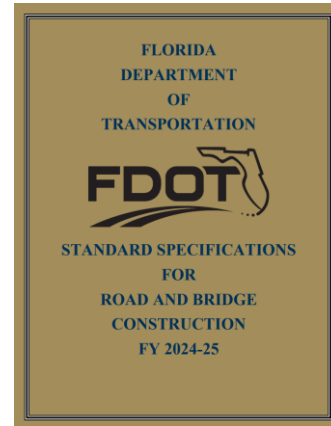 FLORIDA
DEPARTMENT
OF
TRANSPORTATION
FDOT
STANDARD SPECIFICATIONS
FOR
ROAD AND BRIDGE
CONSTRUCTION
FY 2024-25